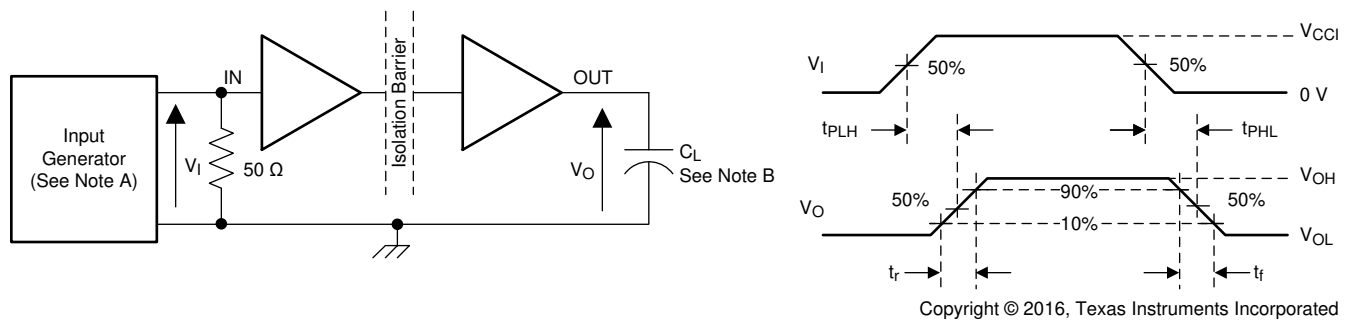 Input
Generator
(See Note A)
V_I
IN
50 Ω
Isolation Barrier
OUT
V_O
C_L
See Note B
V_I
50%
50%
V_CCI
0 V
t_PLH
t_PHL
V_O
50%
90%
10%
50%
V_OH
V_OL
t_r
t_f
Copyright © 2016, Texas Instruments Incorporated